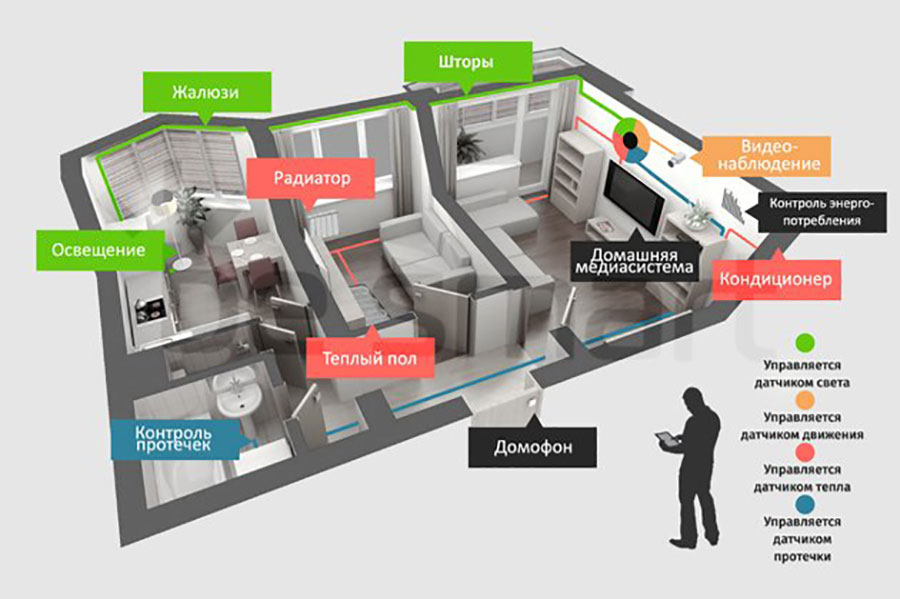 Шторы
Жалюзи
Видео-
наблюдение
Радиатор
Контроль энерго-
потребления
Освещение
Домашняя
медиасистема
Кондиционер
Теплый пол
Контроль
протечек
Домофон
Управляется
датчиком света
Управляется
датчиком движения
Управляется
датчиком тепла
Управляется
датчиком
протечки